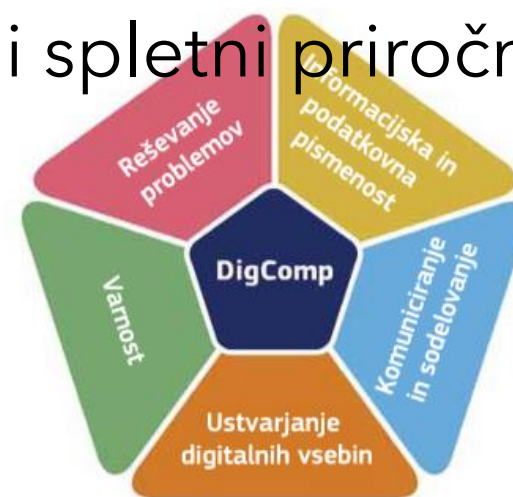 i spletni priročn
Reševanje
problemov
Informacijska in
podatkovna
pismenost
DigComp
Varnost
Komuniciranje
in sodelovanje
Ustvarjanje
digitalnih vsebin